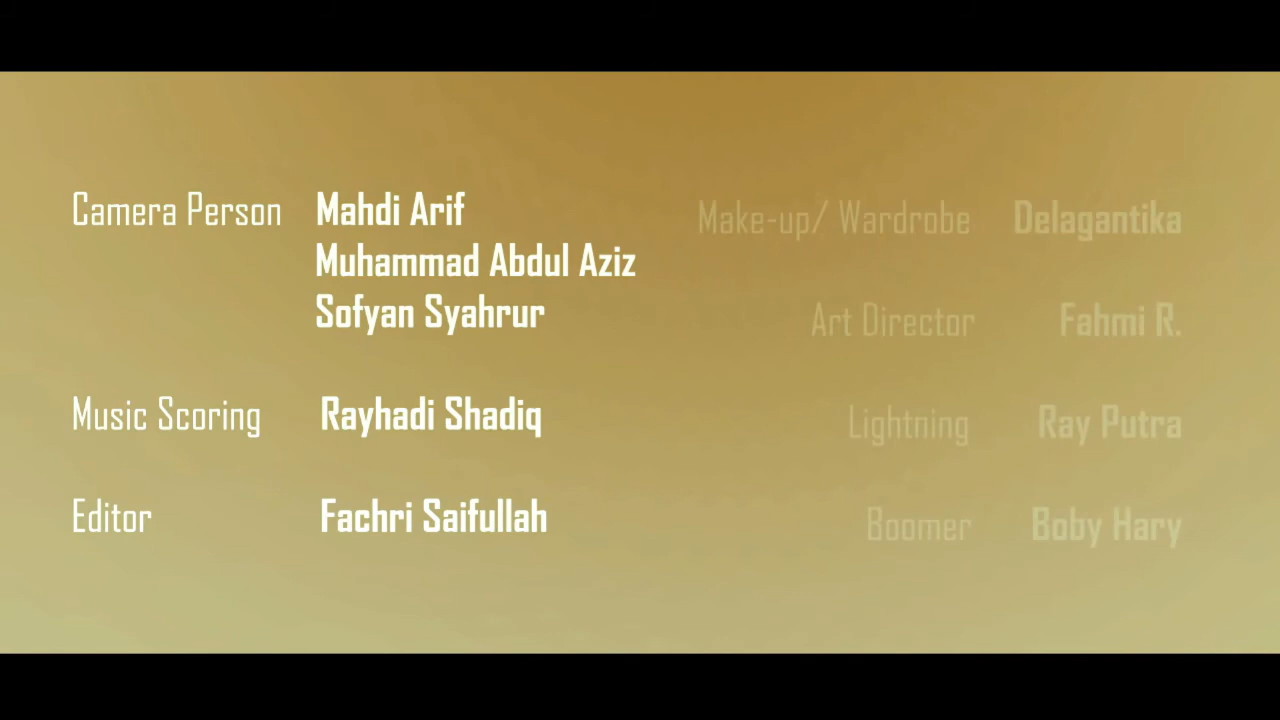 Camera Person Mahdi Arif
Muhammad Abdul Aziz
Sofyan Syahrur
Music Scoring Rayhadi Shadiq
Editor Fachri Saifullah
Make-up/ Wardrobe Delagantika
Art Director Fahmi R.
Lightning Ray Putra
Boomer Boby Hary